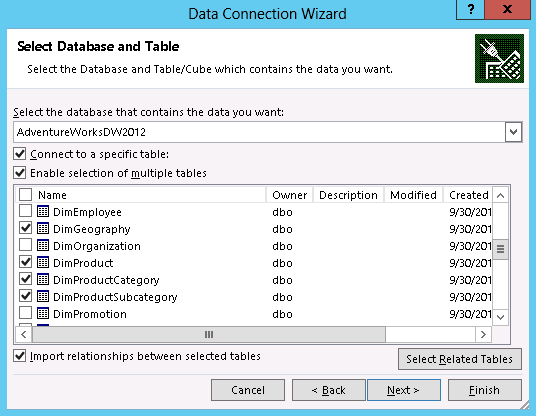 Data Connection Wizard
?
X
Select Database and Table
Select the Database and Table/Cube which contains the data you want.
Select the database that contains the data you want:
AdventureWorksDW2012
Connect to a specific table:
Enable selection of multiple tables
Name Owner Description Modified Created
DimEmployee dbo 9/30/201
DimGeography dbo 9/30/201
DimOrganization dbo 9/30/201
DimProduct dbo 9/30/201
DimProductCategory dbo 9/30/201
DimProductSubcategory dbo 9/30/201
DimPromotion dbo 9/30/201
Import relationships between selected tables
Select Related Tables
Cancel < Back Next > Finish